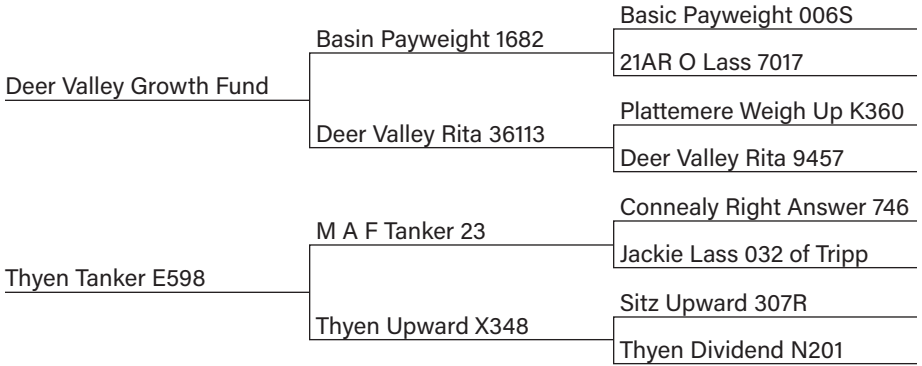 Basic Payweight 006S
Basin Payweight 1682
21AR O Lass 7017
Deer Valley Growth Fund
Plattemere Weigh Up K360
Deer Valley Rita 36113
Deer Valley Rita 9457
Connealy Right Answer 746
M A F Tanker 23
Jackie Lass 032 of Tripp
Thyen Tanker E598
Sitz Upward 307R
Thyen Upward X348
Thyen Dividend N201